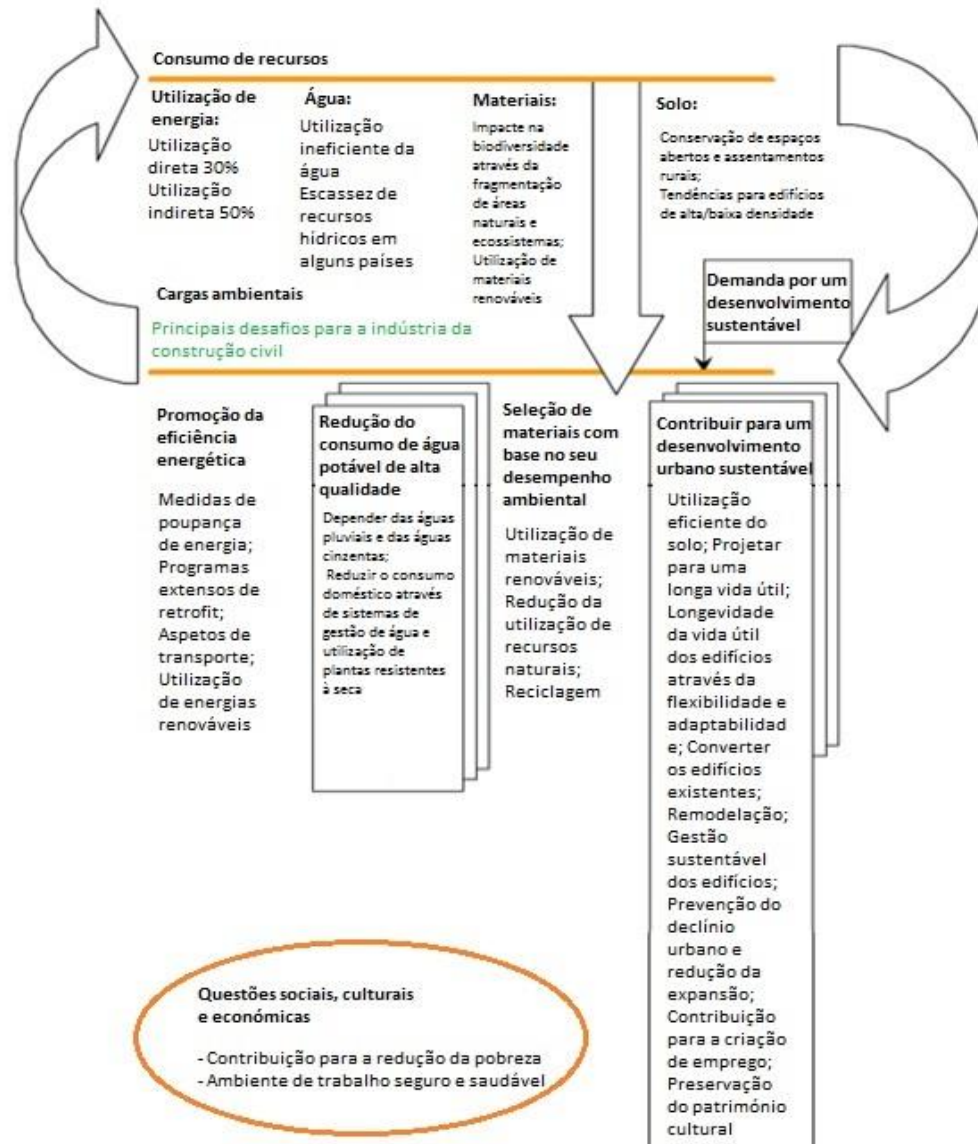 Consumo de recursos
Utilização de
energia:
Utilização
direta 30%
Utilização
indireta 50%
Água:
Utilização
ineficiente da
água
Escassez de
recursos
hídricos em
alguns países
Materiais:
Impacte na
biodiversidade
através da
fragmentação
de áreas
naturais e
ecossistemas;
Utilização de
materiais
renováveis
Solo:
Conservação de espaços
abertos e assentamentos
rurais;
Tendências para edifícios
de alta/baixa densidade
Demanda por um
desenvolvimento
sustentável
Cargas ambientais
Principais desafios para a indústria da
construção civil
Promoção da
eficiência
energética
Medidas de
poupança
de energia;
Programas
extensos de
retrofit;
Aspetos de
transporte;
Utilização
de energias
renováveis
Redução do
consumo de água
potável de alta
qualidade
Depender das águas
pluviais e das águas
cinzentas;
Reduzir o consumo
doméstico através
de sistemas de
gestão de água e
utilização de
plantas resistentes
à seca
Seleção de
materiais com
base no seu
desempenho
ambiental
Utilização de
materiais
renováveis;
Redução da
utilização de
recursos
naturais;
Reciclagem
Contribuir para um
desenvolvimento
urbano sustentável
Utilização
eficiente do
solo; Projetar
para uma
longa vida útil;
Longevidade
da vida útil
dos edifícios
através da
flexibilidade e
adaptabilidad
e; Converter
os edifícios
existentes;
Remodelação;
Gestão
sustentável
dos edifícios;
Prevenção do
declínio
urbano e
redução da
expansão;
Contribuição
para a criação
de emprego;
Preservação
do património
cultural
Questões sociais, culturais
e económicas
- Contribuição para a redução da pobreza
- Ambiente de trabalho seguro e saudável